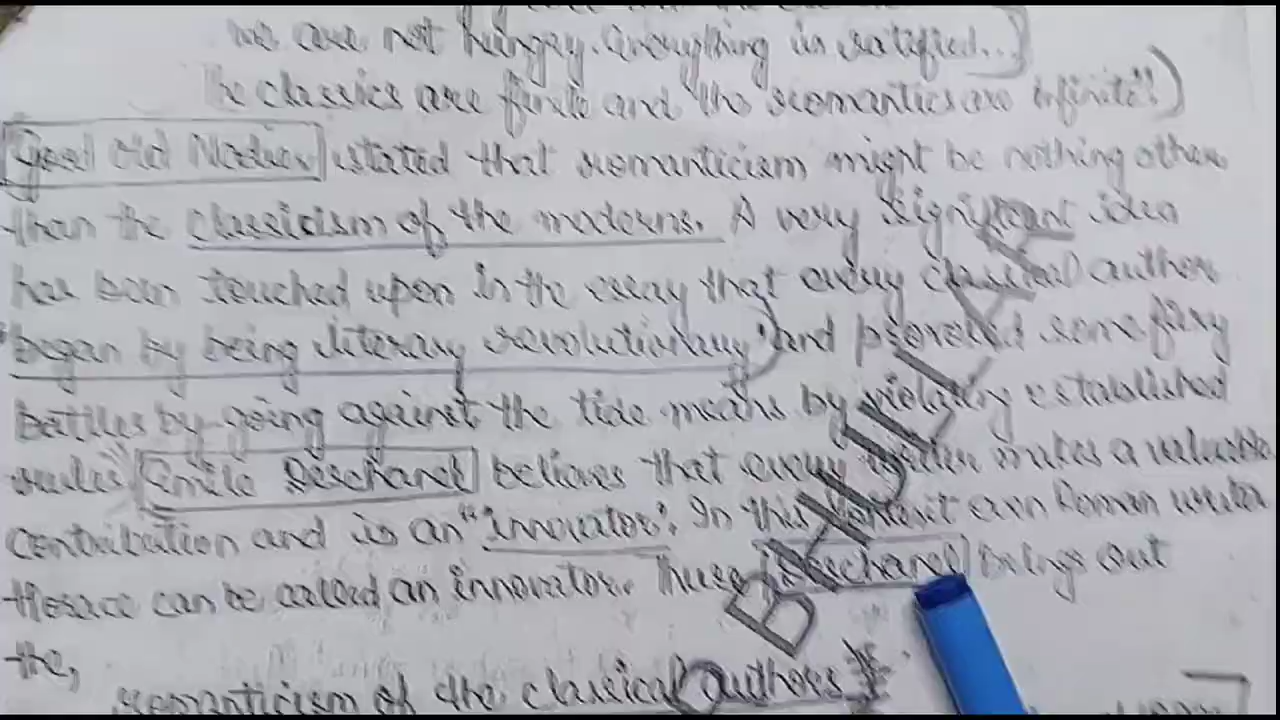 we are not hungry. Everything is satified..)
The classics are finite and the romantics are infinite")
Good Old Nodier stated that romanticism might be nothing other
than the classicism of the moderns. A very significant idea
has been touched upon in the essay that every classical author
began by being literary revolutionary' and proved some fiery
battles by going against the tide means by violating established
rules. Emile Deschanel believes that every writer makes a valuable
contribution and is an "innovator'. In this context even Roman writer
Horace can be called an innovator. These Deschanel brings out
the,
romanticism of the classical authors
BHULLAR